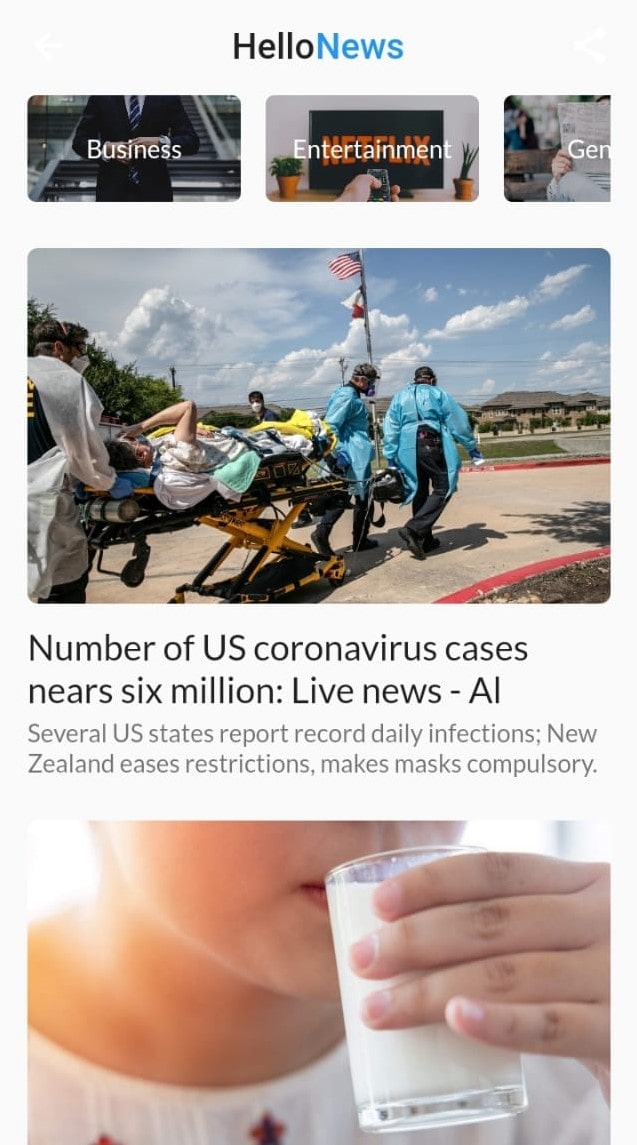 HelloNews
Business
Entertainment
NETFLIX
Gen
Number of US coronavirus cases
nears six million: Live news - Al
Several US states report record daily infections; New
Zealand eases restrictions, makes masks compulsory.